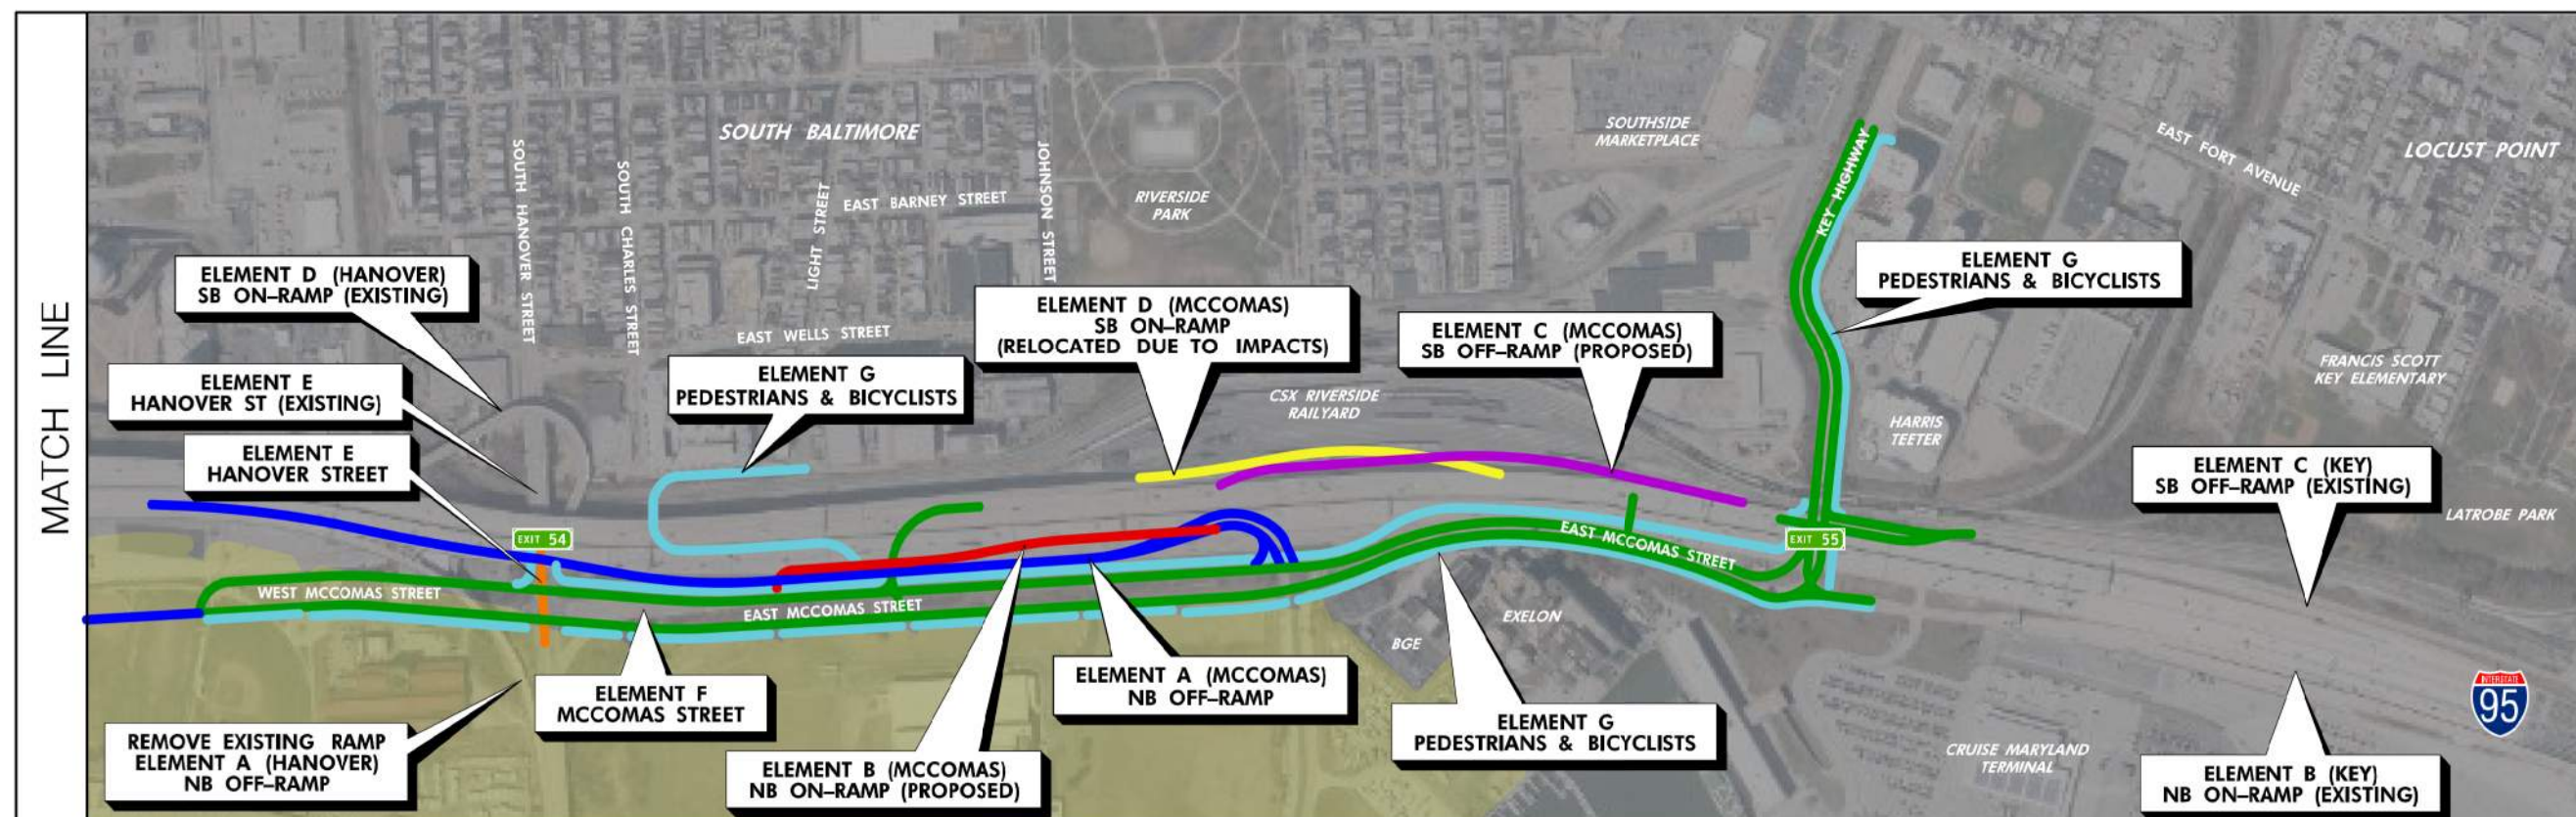 MATCH LINE
SOUTH BALTIMORE
SOUTHSIDE
MARKETPLACE
EAST FORT AVENUE
LOCUST POINT
SOUTH HANOVER STREET
SOUTH CHARLES STREET
LIGHT STREET
EAST BARNEY STREET
JOHNSON STREET
RIVERSIDE
PARK
KEY HIGHWAY
ELEMENT D (HANOVER)
SB ON-RAMP (EXISTING)
ELEMENT D (MCCOMAS)
SB ON-RAMP
(RELOCATED DUE TO IMPACTS)
ELEMENT C (MCCOMAS)
SB OFF-RAMP (PROPOSED)
ELEMENT G
PEDESTRIANS & BICYCLISTS
EAST WELLS STREET
ELEMENT E
HANOVER ST (EXISTING)
ELEMENT G
PEDESTRIANS & BICYCLISTS
CSX RIVERSIDE
RAILYARD
FRANCIS SCOTT
KEY ELEMENTARY
HARRIS
TEETER
ELEMENT E
HANOVER STREET
ELEMENT C (KEY)
SB OFF-RAMP (EXISTING)
LATROBE PARK
EXIT 54
EAST MCCOMAS STREET
EXIT 55
WEST MCCOMAS STREET
EAST MCCOMAS STREET
EXELON
BGE
ELEMENT F
MCCOMAS STREET
ELEMENT A (MCCOMAS)
NB OFF-RAMP
ELEMENT G
PEDESTRIANS & BICYCLISTS
INTERSTATE
95
REMOVE EXISTING RAMP
ELEMENT A (HANOVER)
NB OFF-RAMP
ELEMENT B (MCCOMAS)
NB ON-RAMP (PROPOSED)
CRUISE MARYLAND
TERMINAL
ELEMENT B (KEY)
NB ON-RAMP (EXISTING)